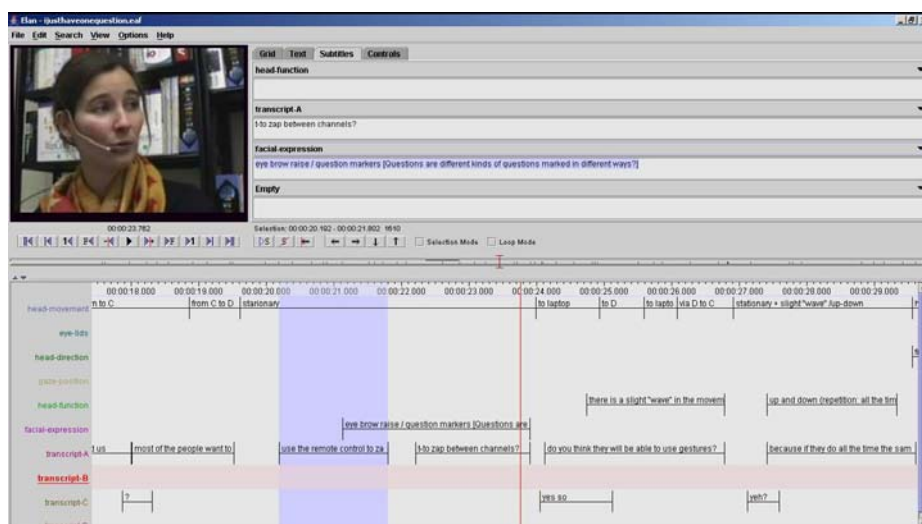 Elan - ijusthaveonequestion.eaf
File Edit Search View Options Help
Grid Text Subtitles Controls
head-function
transcript-A
t-to zap between channels?
facial-expression
eye brow raise / question markers [Questions are different kinds of questions marked in different ways?]
Empty
00:00:23.782
Selection: 00:00:20.192 - 00:00:21.802 1610
Selection Mode Loop Mode
00:00:18.000 00:00:19.000 00:00:20.000 00:00:21.000 00:00:22.000 00:00:23.000 00:00:24.000 00:00:25.000 00:00:26.000 00:00:27.000 00:00:28.000 00:00:29.000
head-movement n to C from C to D stationary to laptop to D to lapto via D to C stationary + slight "wave" /up-down
eye-lids
head-direction
gaze-position
head-function there is a slight "wave" in the movem up and down (repetition: all the tim
facial-expression eye brow raise / question markers [Questions are
transcript-A t us most of the people want to use the remote control to za t-to zap between channels? do you think they will be able to use gestures? because if they do all the time the sam
transcript-B
transcript-C ? yes so yeh?